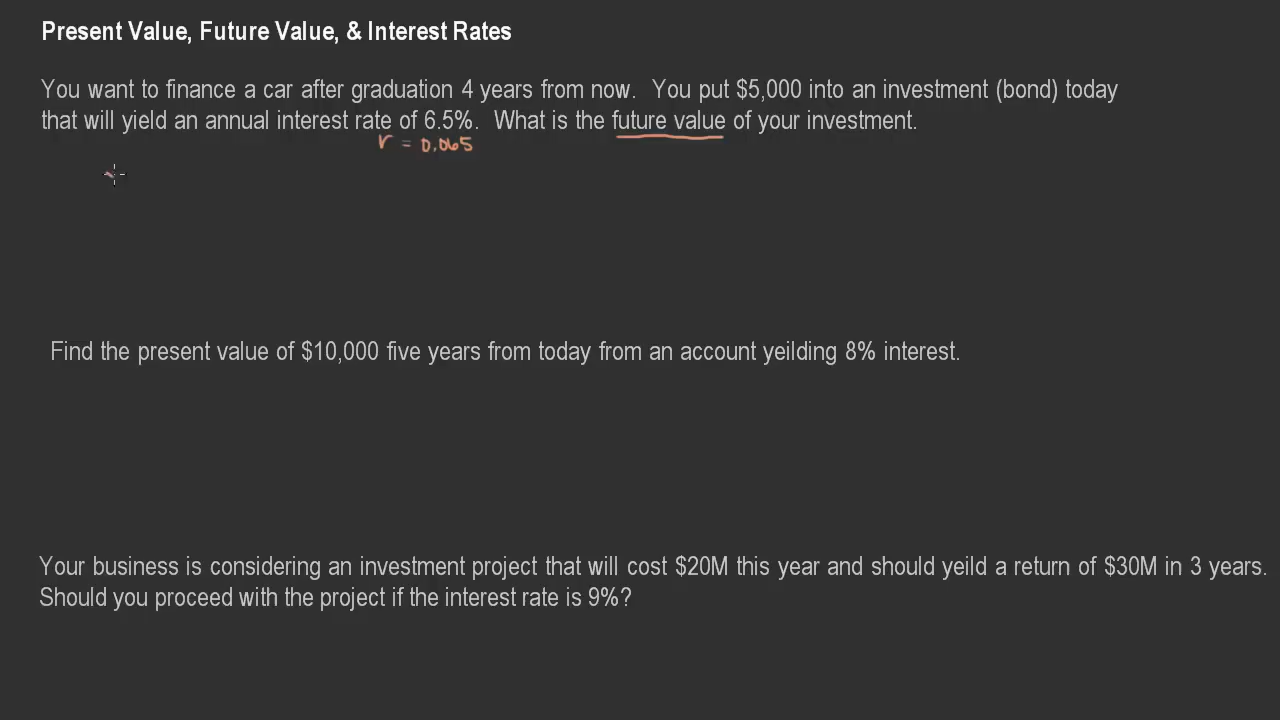 Present Value, Future Value, & Interest Rates
You want to finance a car after graduation 4 years from now. You put $5,000 into an investment (bond) today
that will yield an annual interest rate of 6.5%. What is the future value of your investment.
r = 0.065
Find the present value of $10,000 five years from today from an account yeilding 8% interest.
Your business is considering an investment project that will cost $20M this year and should yeild a return of $30M in 3 years.
Should you proceed with the project if the interest rate is 9%?